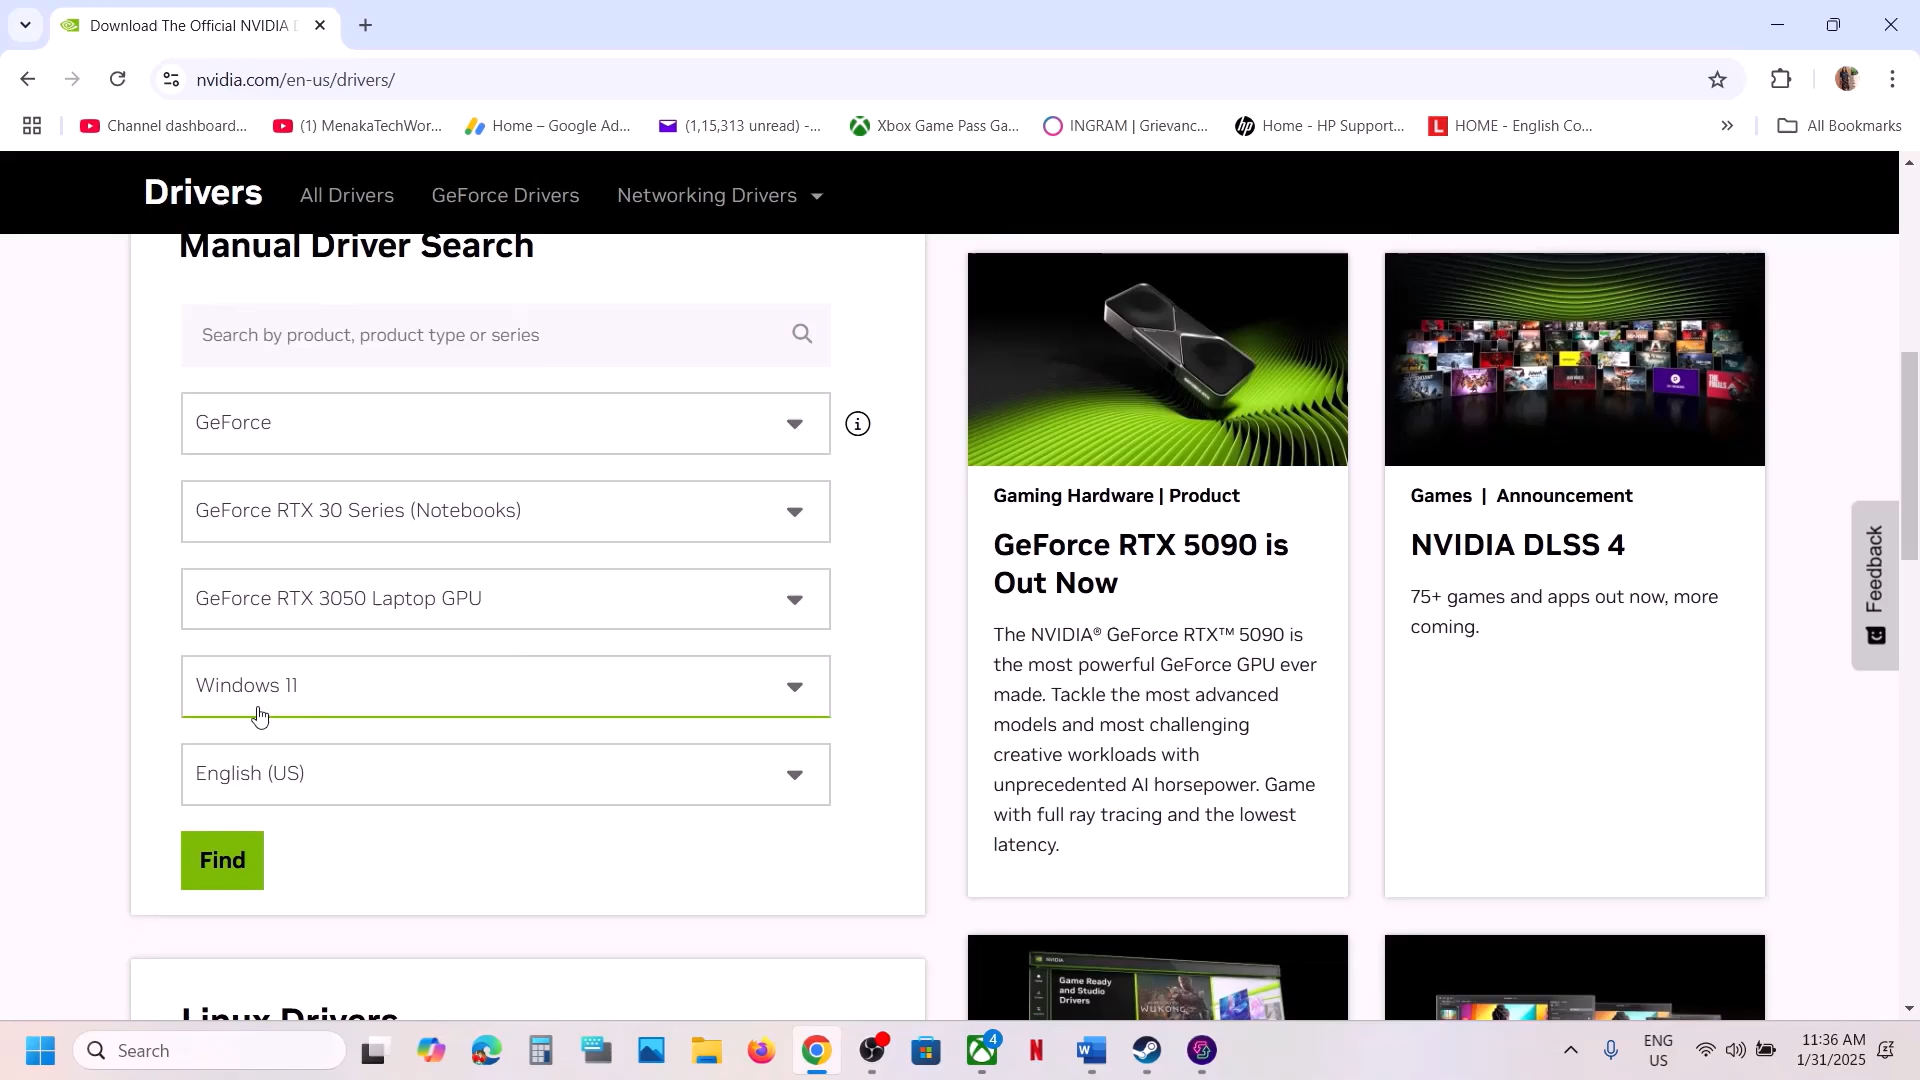 Download The Official NVIDIA D
nvidia.com/en-us/drivers/
Channel dashboard...
(1) MenakaTechWor...
Home – Google Ad...
(1,15,313 unread) -...
Xbox Game Pass Ga...
INGRAM | Grievanc...
Home - HP Support...
HOME - English Co...
All Bookmarks
Drivers
All Drivers
GeForce Drivers
Networking Drivers
Manual Driver Search
Search by product, product type or series
GeForce
GeForce RTX 30 Series (Notebooks)
GeForce RTX 3050 Laptop GPU
Windows 11
English (US)
Find
Linux Drivers
Gaming Hardware | Product
GeForce RTX 5090 is
Out Now
The NVIDIA® GeForce RTX™ 5090 is
the most powerful GeForce GPU ever
made. Tackle the most advanced
models and most challenging
creative workloads with
unprecedented AI horsepower. Game
with full ray tracing and the lowest
latency.
Games | Announcement
NVIDIA DLSS 4
75+ games and apps out now, more
coming.
Feedback
NVIDIA
Game Ready
and Studio
Drivers
WUKONG
Search
4
ENG
US
11:36 AM
1/31/2025